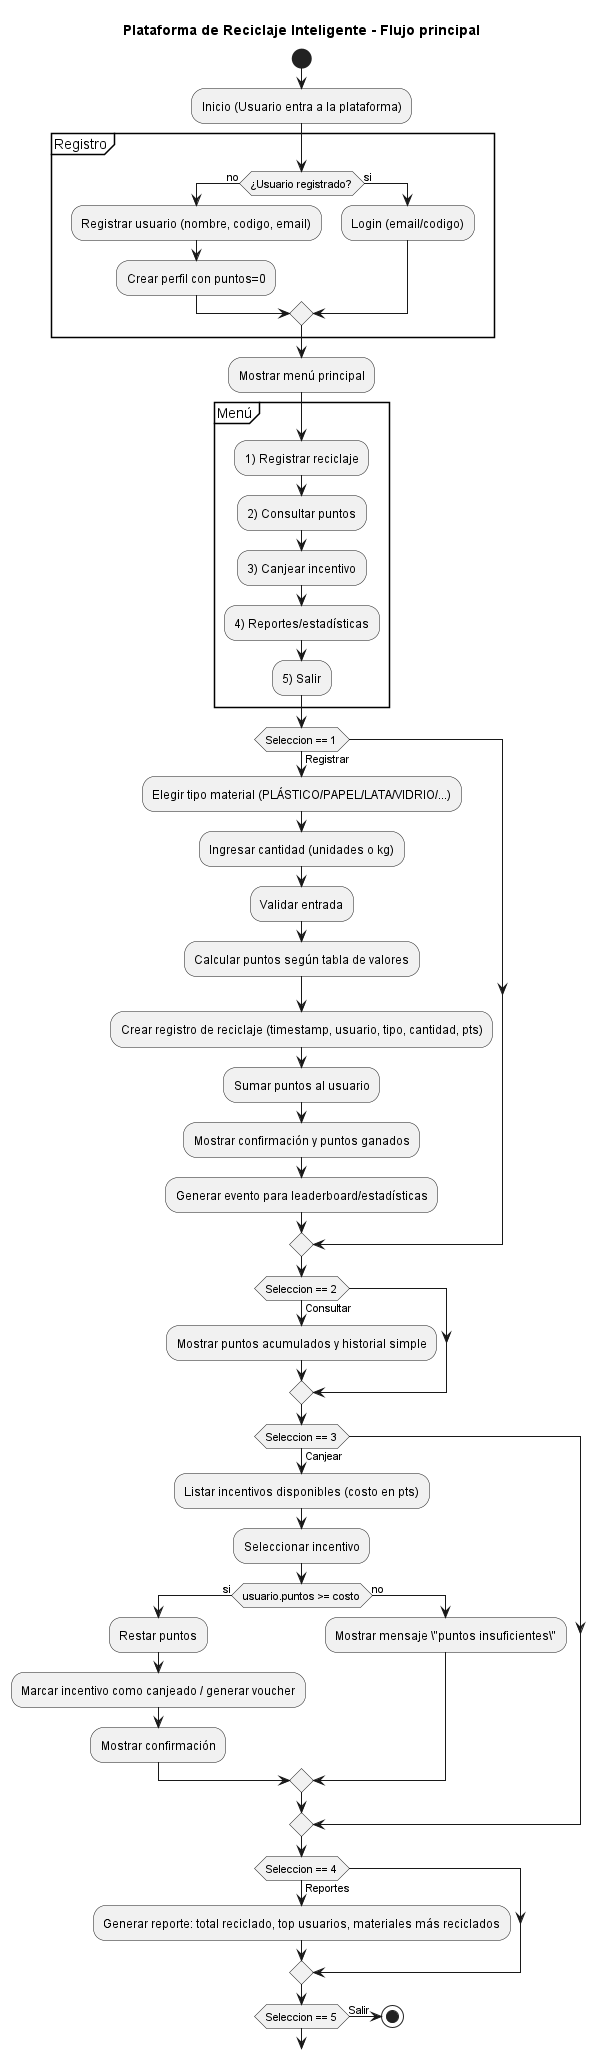 Plataforma de Reciclaje Inteligente - Flujo principal
Inicio (Usuario entra a la plataforma)
Registro
¿Usuario registrado?
no
si
Registrar usuario (nombre, codigo, email)
Login (email/codigo)
Crear perfil con puntos=0
Mostrar menú principal
Menú
1) Registrar reciclaje
2) Consultar puntos
3) Canjear incentivo
4) Reportes/estadísticas
5) Salir
Seleccion == 1
Registrar
Elegir tipo material (PLÁSTICO/PAPEL/LATA/VIDRIO/...)
Ingresar cantidad (unidades o kg)
Validar entrada
Calcular puntos según tabla de valores
Crear registro de reciclaje (timestamp, usuario, tipo, cantidad, pts)
Sumar puntos al usuario
Mostrar confirmación y puntos ganados
Generar evento para leaderboard/estadísticas
Seleccion == 2
Consultar
Mostrar puntos acumulados y historial simple
Seleccion == 3
Canjear
Listar incentivos disponibles (costo en pts)
Seleccionar incentivo
si
usuario.puntos >= costo
no
Restar puntos
Mostrar mensaje \"puntos insuficientes\"
Marcar incentivo como canjeado / generar voucher
Mostrar confirmación
Seleccion == 4
Reportes
Generar reporte: total reciclado, top usuarios, materiales más reciclados
Seleccion == 5
Salir